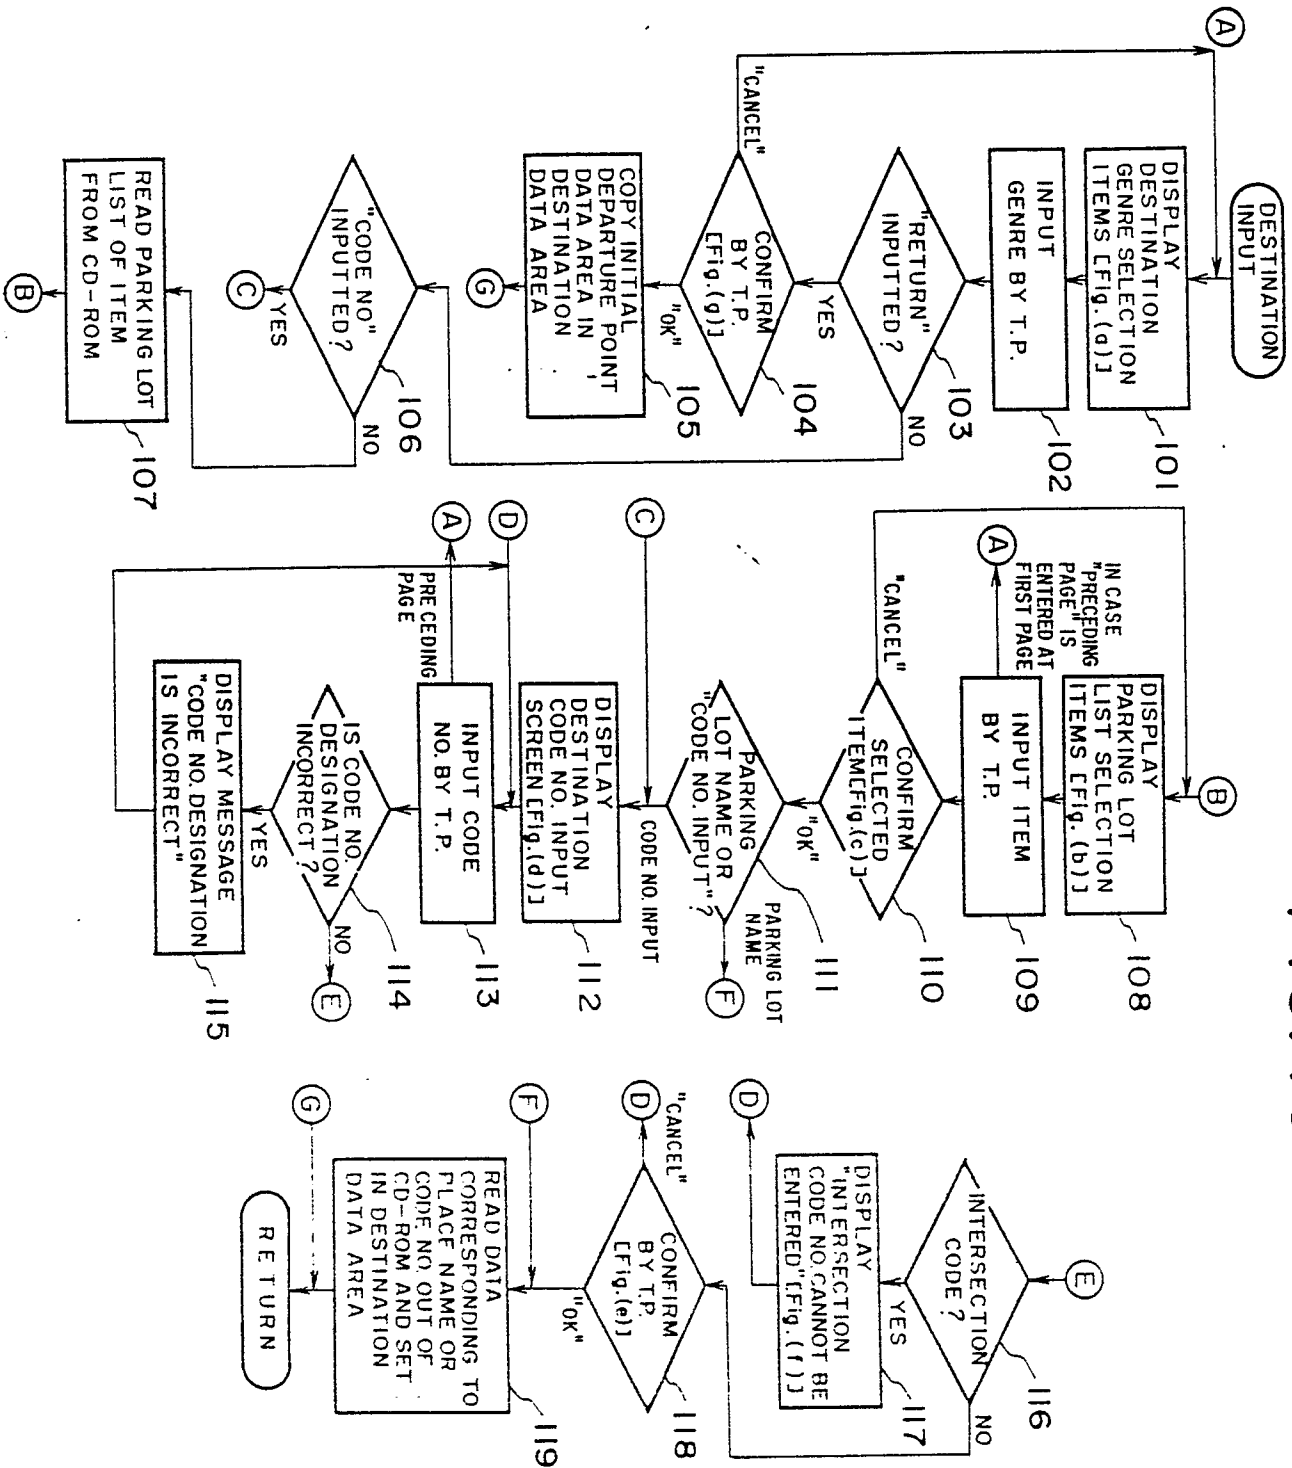 A
DESTINATION
INPUT
DISPLAY
DESTINATION
GENRE SELECTION
ITEMS [Fig.(a)]
101
INPUT
GENRE BY T.P.
102
"RETURN"
INPUTTED?
103
NO
YES
CONFIRM
BY T.P.
[Fig.(g)]
104
"CANCEL"
"OK"
COPY INITIAL
DEPARTURE POINT
DATA AREA IN
DESTINATION
DATA AREA
105
G
"CODE NO"
INPUTTED?
106
NO
YES
C
READ PARKING LOT
LIST OF ITEM
FROM CD-ROM
107
B
B
DISPLAY
PARKING LOT
LIST SELECTION
ITEMS [Fig.(b)]
108
IN CASE
"PRECEDING
PAGE" IS
ENTERED AT
FIRST PAGE
A
INPUT ITEM
BY T.P.
109
CONFIRM
SELECTED
ITEM[Fig.(c)]
110
"CANCEL"
"OK"
PARKING
LOT NAME OR
"CODE NO. INPUT"?
111
PARKING LOT
NAME
F
C
CODE NO. INPUT
DISPLAY
DESTINATION
CODE NO. INPUT
SCREEN [Fig.(d)]
112
D
INPUT CODE
NO. BY T.P.
113
A
PRECEDING
PAGE
IS CODE NO.
DESIGNATION
INCORRECT?
114
NO
E
YES
DISPLAY MESSAGE
"CODE NO. DESIGNATION
IS INCORRECT"
115
E
INTERSECTION
CODE?
116
NO
YES
DISPLAY
"INTERSECTION
CODE NO. CANNOT BE
ENTERED"[Fig.(f)]
117
D
CONFIRM
BY T.P.
[Fig.(e)]
118
"CANCEL"
D
"OK"
F
READ DATA
CORRESPONDING TO
PLACE NAME OR
CODE NO. OUT OF
CD-ROM AND SET
IN DESTINATION
DATA AREA
119
G
RETURN